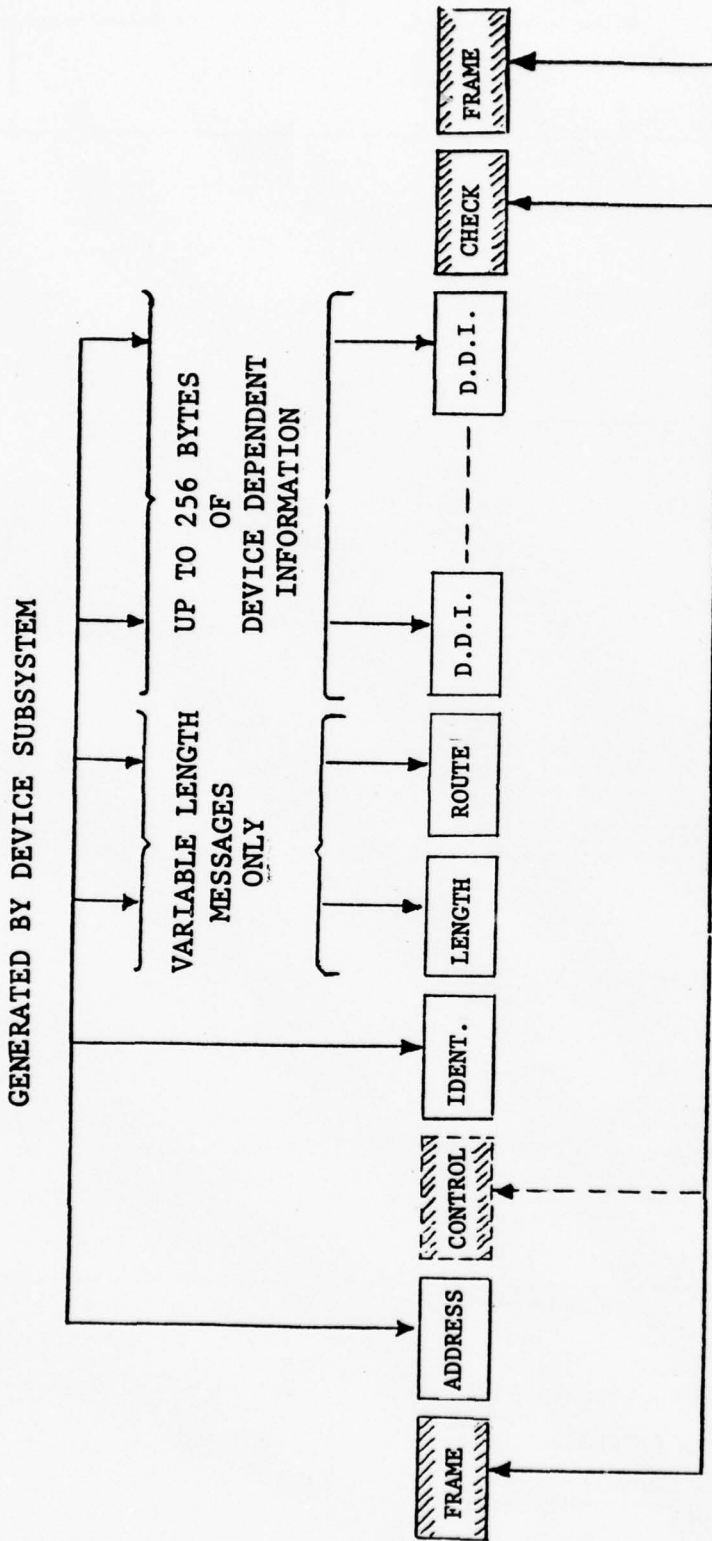 GENERATED BY DEVICE SUBSYSTEM
VARIABLE LENGTH
MESSAGES
ONLY
UP TO 256 BYTES
OF
DEVICE DEPENDENT
INFORMATION
FRAME
ADDRESS
CONTROL
IDENT.
LENGTH
ROUTE
D.D.I.
D.D.I.
CHECK
FRAME